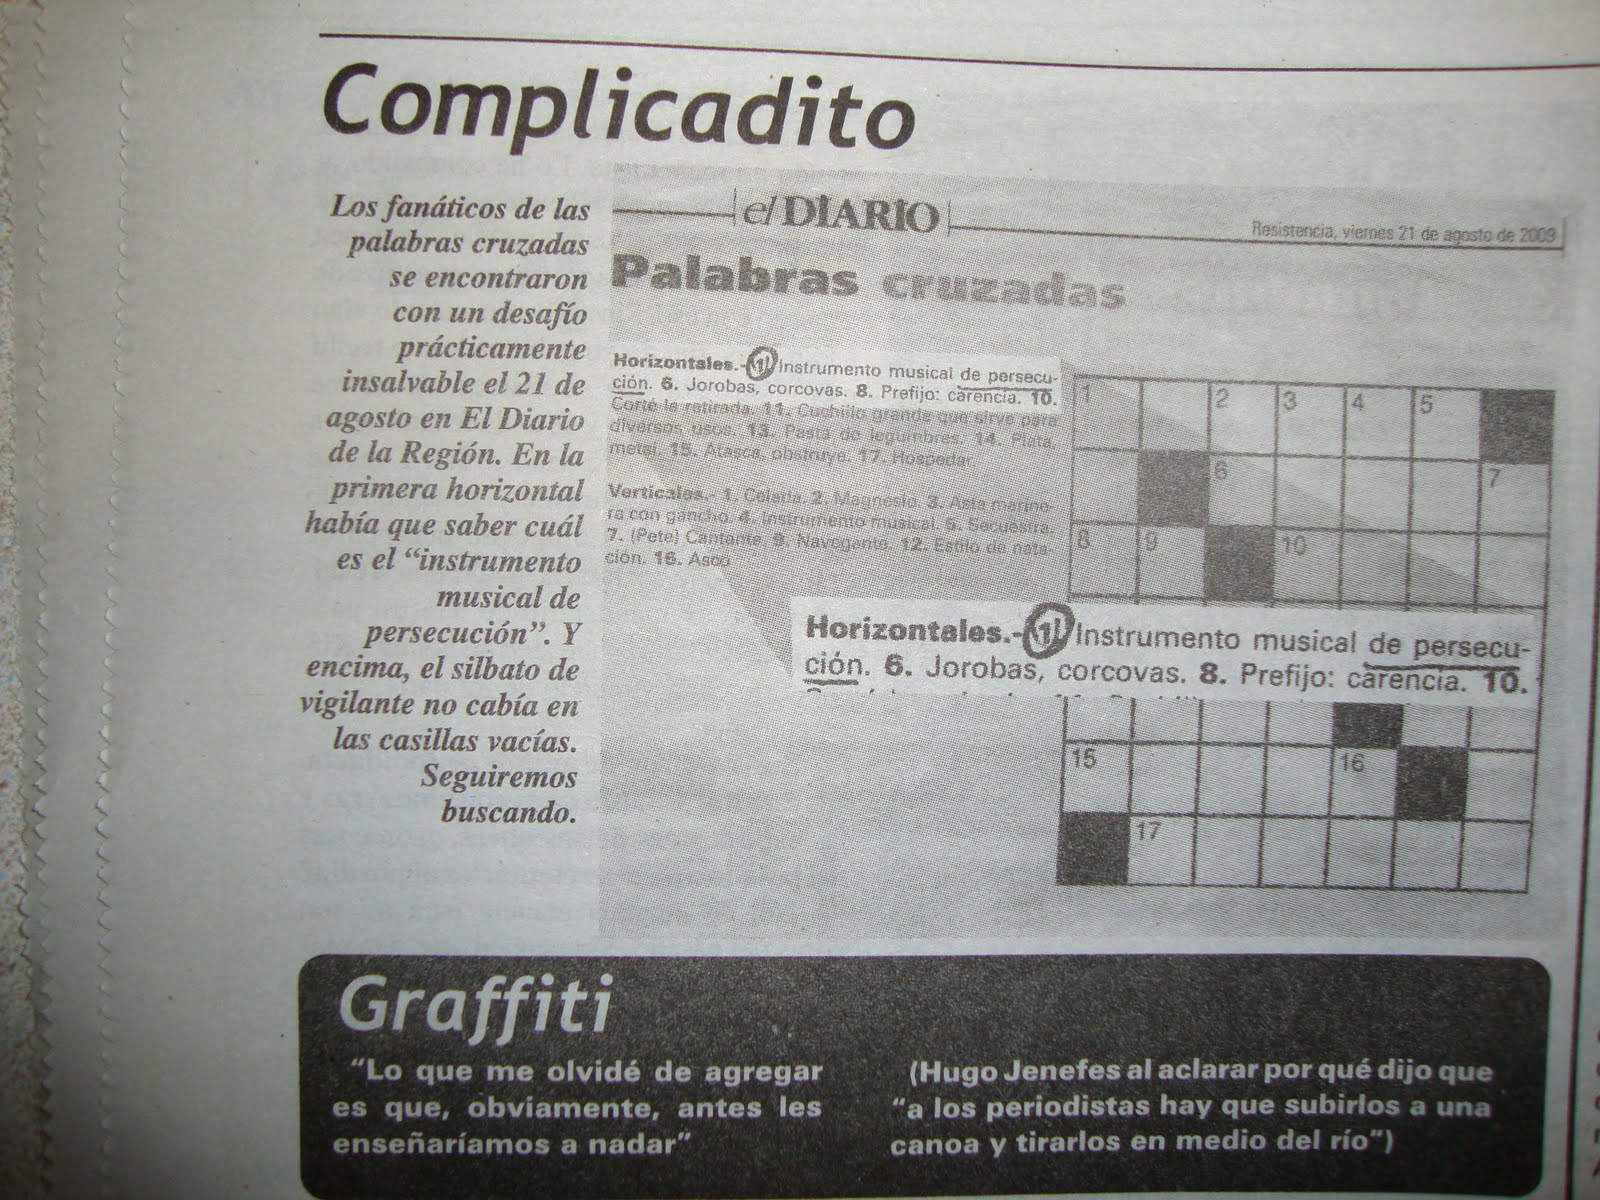 Complicadito
Los fanáticos de las
palabras cruzadas
se encontraron
con un desafío
prácticamente
insalvable el 21 de
agosto en El Diario
de la Región. En la
primera horizontal
había que saber cuál
es el “instrumento
musical de
persecución”. Y
encima, el silbato de
vigilante no cabía en
las casillas vacías.
Seguiremos
buscando.
el DIARIO
Resistencia, viernes 21 de agosto de 2009
Palabras cruzadas
Horizontales.- 1 Instrumento musical de persecu-
ción. 6. Jorobas, corcovas. 8. Prefijo: carencia. 10.
Corté la retirada. 11. Cuchillo grande que sirve para
diversos usos. 13. Pasta de legumbres. 14. Plata,
metal. 15. Atasca, obstruye. 17. Hospedar.
Verticales.- 1. Celada. 2. Magnesio. 3. Asta marine-
ra con gancho. 4. Instrumento musical. 5. Secuestra.
7. (Pete) Cantante. 9. Navegante. 12. Estilo de nata-
ción. 16. Asco
1 2 3 4 5
6 7
8 9 10
Horizontales.- 1 Instrumento musical de persecu-
ción. 6. Jorobas, corcovas. 8. Prefijo: carencia. 10.
15 16
17
Graffiti
“Lo que me olvidé de agregar
es que, obviamente, antes les
enseñaríamos a nadar”
(Hugo Jenefes al aclarar por qué dijo que
“a los periodistas hay que subirlos a una
canoa y tirarlos en medio del río”)